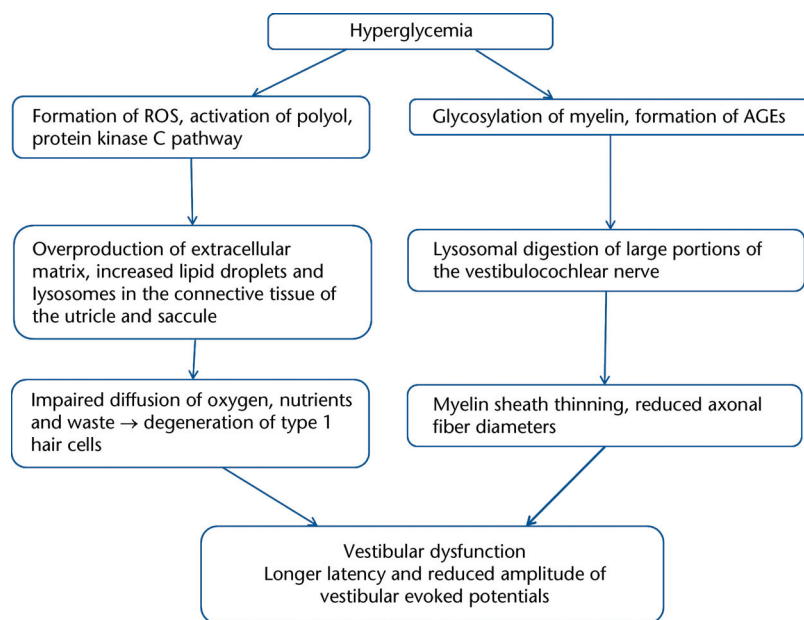 Hyperglycemia
Formation of ROS, activation of polyol,
protein kinase C pathway
Glycosylation of myelin, formation of AGEs
Overproduction of extracellular
matrix, increased lipid droplets and
lysosomes in the connective tissue of
the utricle and saccule
Lysosomal digestion of large portions of
the vestibulocochlear nerve
Impaired diffusion of oxygen, nutrients
and waste → degeneration of type 1
hair cells
Myelin sheath thinning, reduced axonal
fiber diameters
Vestibular dysfunction
Longer latency and reduced amplitude of
vestibular evoked potentials